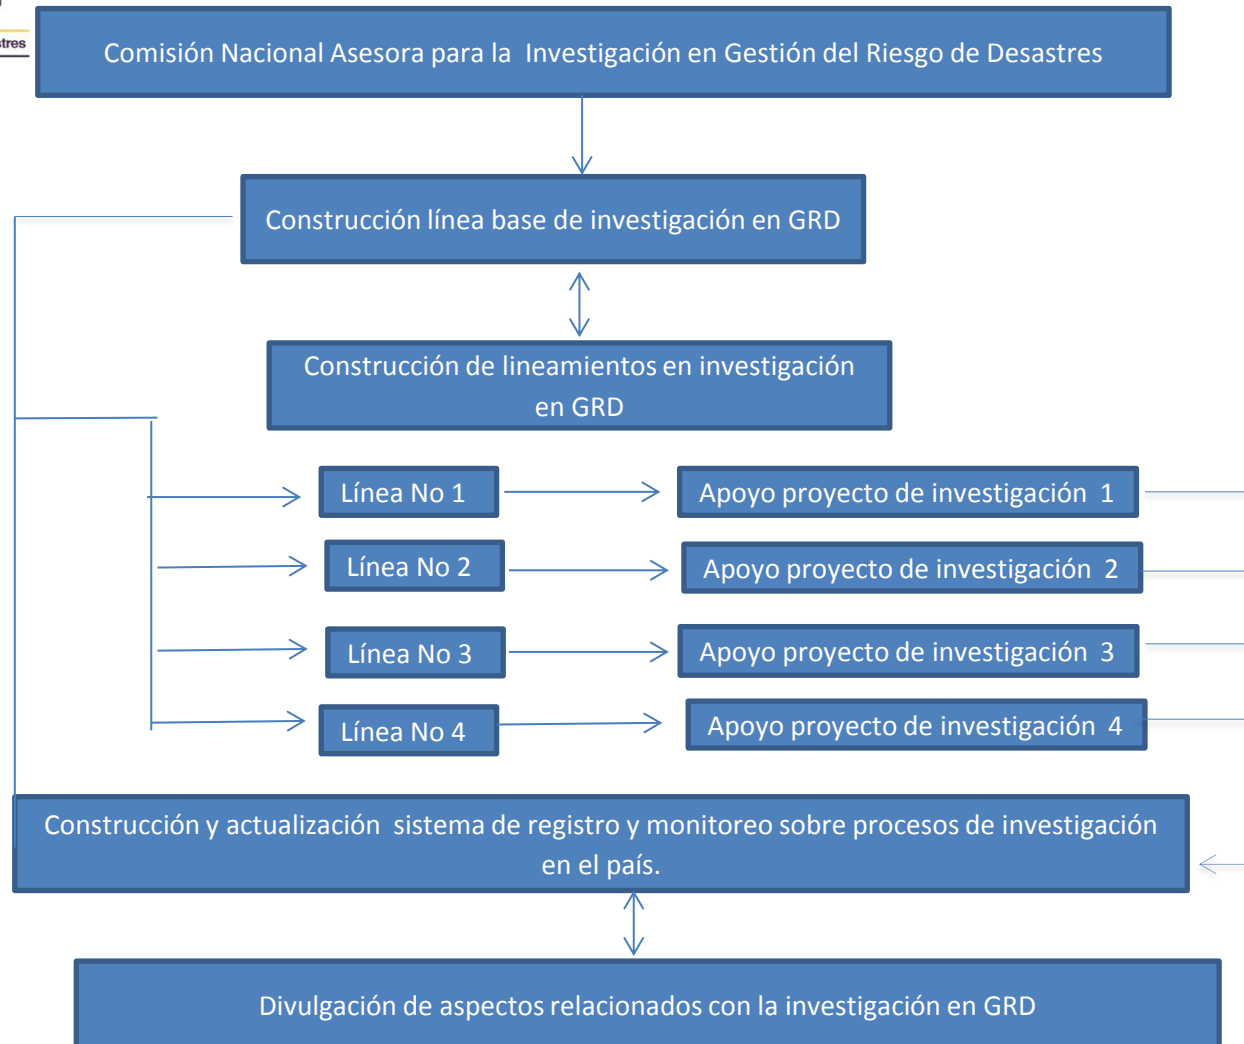 stres
Comisión Nacional Asesora para la Investigación en Gestión del Riesgo de Desastres
Construcción línea base de investigación en GRD
Construcción de lineamientos en investigación
en GRD
Línea No 1
Apoyo proyecto de investigación 1
Línea No 2
Apoyo proyecto de investigación 2
Línea No 3
Apoyo proyecto de investigación 3
Línea No 4
Apoyo proyecto de investigación 4
Construcción y actualización sistema de registro y monitoreo sobre procesos de investigación
en el país.
Divulgación de aspectos relacionados con la investigación en GRD